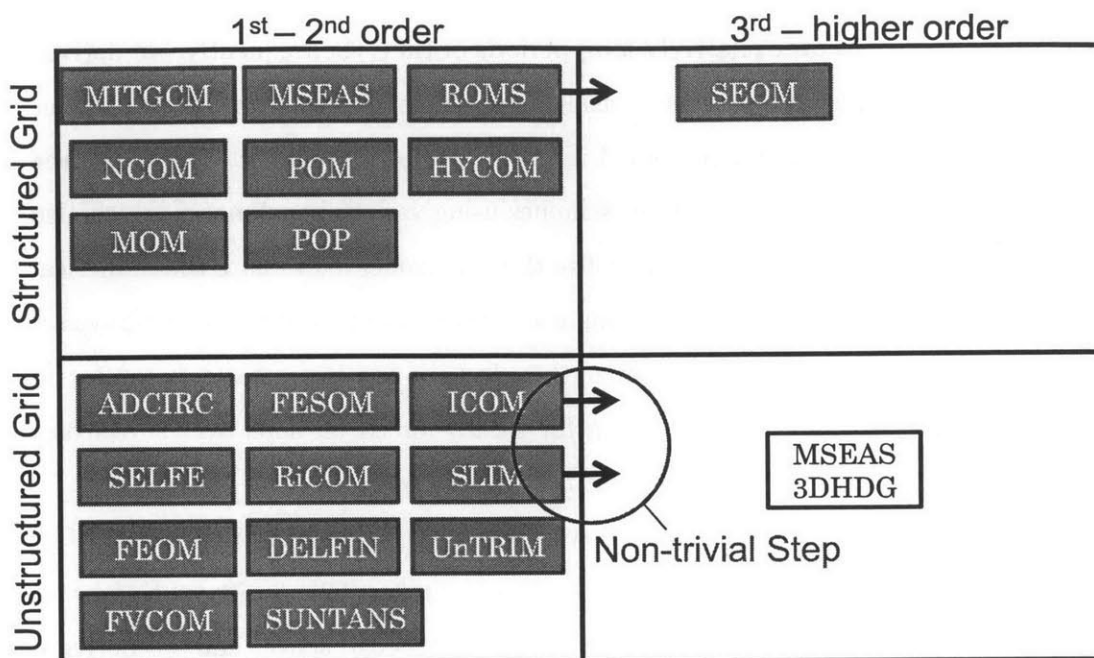 1st – 2nd order
3rd – higher order
Structured Grid
MITGCM MSEAS ROMS SEOM
NCOM POM HYCOM
MOM POP
Unstructured Grid
ADCIRC FESOM ICOM
SELFE RiCOM SLIM
MSEAS
3DHDG
FEOM DELFIN UnTRIM
Non-trivial Step
FVCOM SUNTANS